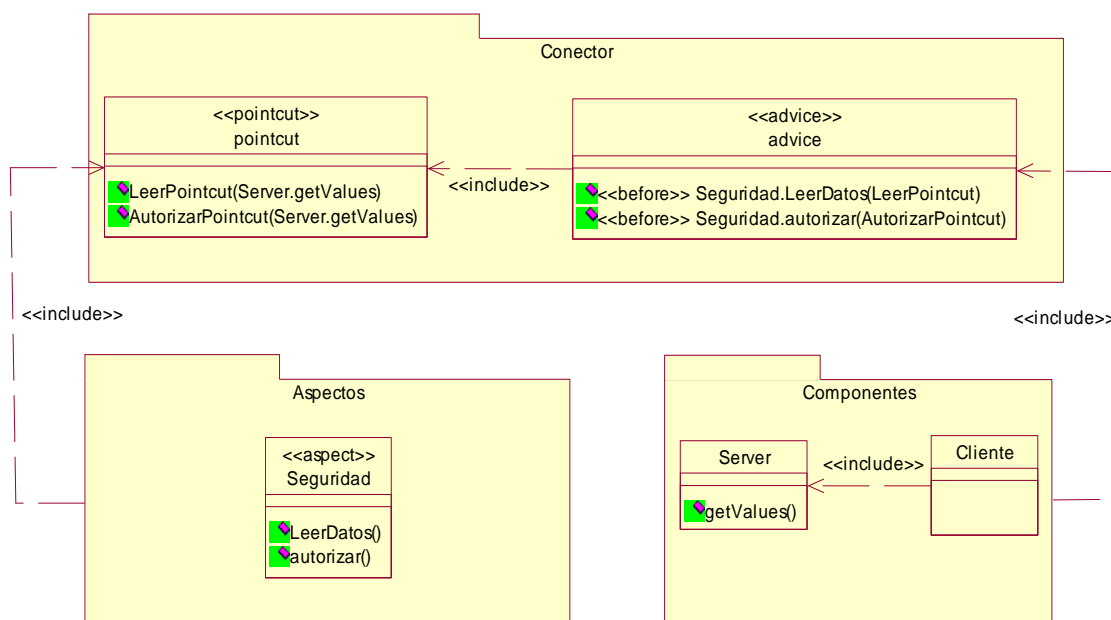 Conector
<<pointcut>>
pointcut
LeerPointcut(Server.getValues)
AutorizarPointcut(Server.getValues)
<<include>>
<<advice>>
advice
<<before>> Seguridad.LeerDatos(LeerPointcut)
<<before>> Seguridad.autorizar(AutorizarPointcut)
<<include>>
<<include>>
Aspectos
<<aspect>>
Seguridad
LeerDatos()
autorizar()
Componentes
Server
getValues()
<<include>>
Cliente